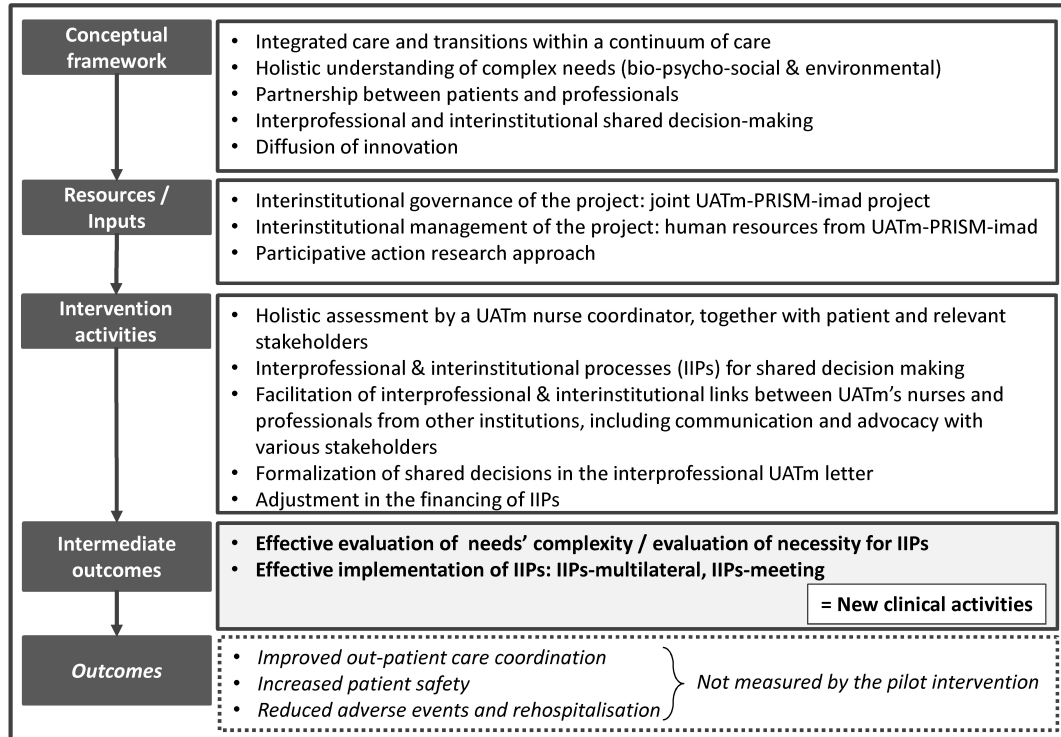 Conceptual
framework
• Integrated care and transitions within a continuum of care
• Holistic understanding of complex needs (bio-psycho-social & environmental)
• Partnership between patients and professionals
• Interprofessional and interinstitutional shared decision-making
• Diffusion of innovation
Resources /
Inputs
• Interinstitutional governance of the project: joint UATm-PRISM-imad project
• Interinstitutional management of the project: human resources from UATm-PRISM-imad
• Participative action research approach
Intervention
activities
• Holistic assessment by a UATm nurse coordinator, together with patient and relevant
stakeholders
• Interprofessional & interinstitutional processes (IIPs) for shared decision making
• Facilitation of interprofessional & interinstitutional links between UATm’s nurses and
professionals from other institutions, including communication and advocacy with
various stakeholders
• Formalization of shared decisions in the interprofessional UATm letter
• Adjustment in the financing of IIPs
Intermediate
outcomes
• Effective evaluation of needs’ complexity / evaluation of necessity for IIPs
• Effective implementation of IIPs: IIPs-multilateral, IIPs-meeting
= New clinical activities
Outcomes
• Improved out-patient care coordination
• Increased patient safety
• Reduced adverse events and rehospitalisation
Not measured by the pilot intervention